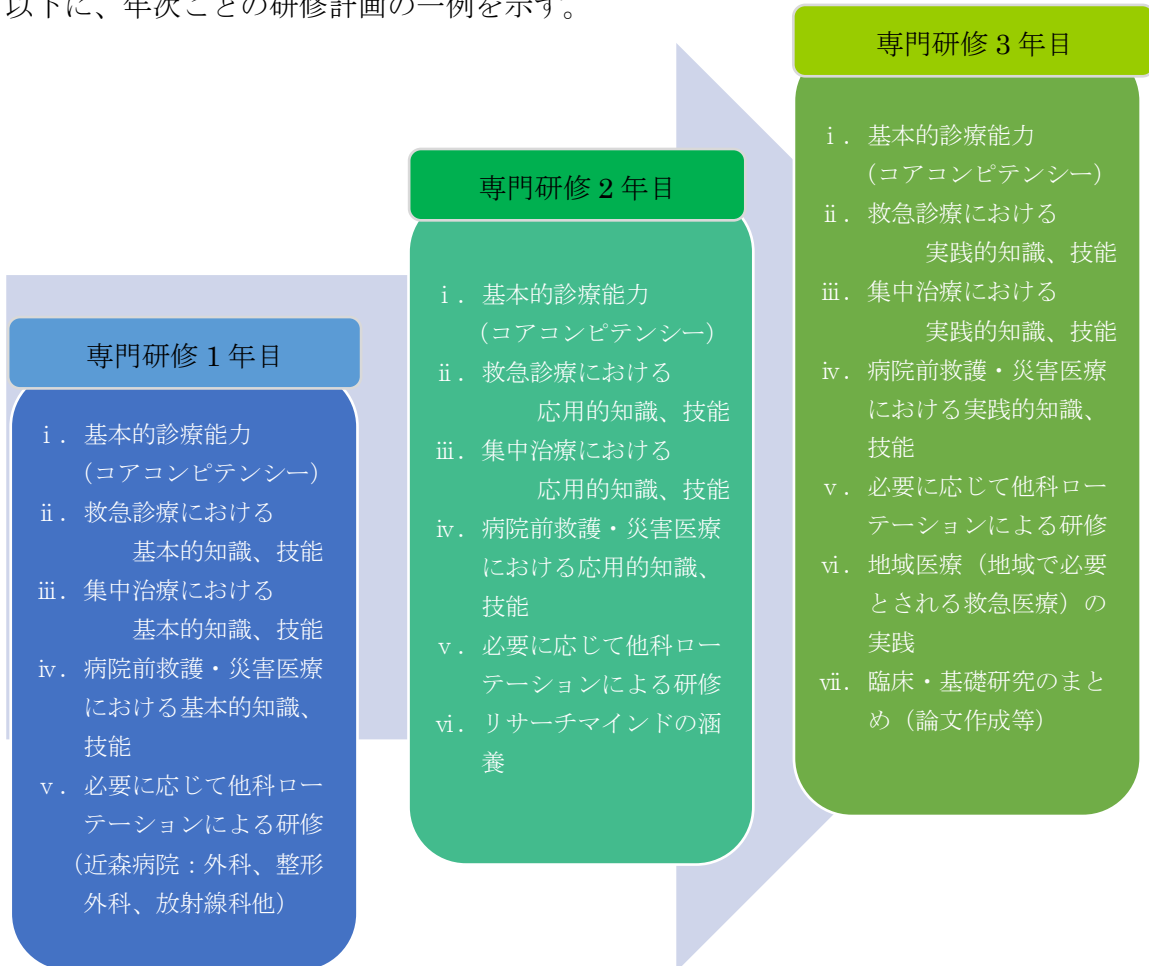 以下に、年次ごとの研修計画の一例を示す。
専門研修 1 年目
ⅰ．基本的診療能力
(コアコンピテンシー)
ⅱ．救急診療における
基本的知識、技能
ⅲ．集中治療における
基本的知識、技能
ⅳ．病院前救護・災害医療
における基本的知識、
技能
ⅴ．必要に応じて他科ロー
テーションによる研修
（近森病院：外科、整形
外科、放射線科他）
専門研修 2 年目
ⅰ．基本的診療能力
(コアコンピテンシー)
ⅱ．救急診療における
応用的知識、技能
ⅲ．集中治療における
応用的知識、技能
ⅳ．病院前救護・災害医療
における応用的知識、
技能
ⅴ．必要に応じて他科ロー
テーションによる研修
ⅵ．リサーチマインドの涵
養
専門研修 3 年目
ⅰ．基本的診療能力
(コアコンピテンシー)
ⅱ．救急診療における
実践的知識、技能
ⅲ．集中治療における
実践的知識、技能
ⅳ．病院前救護・災害医療
における実践的知識、
技能
ⅴ．必要に応じて他科ロー
テーションによる研修
ⅵ．地域医療（地域で必要
とされる救急医療）の
実践
ⅶ．臨床・基礎研究のまと
め（論文作成等）